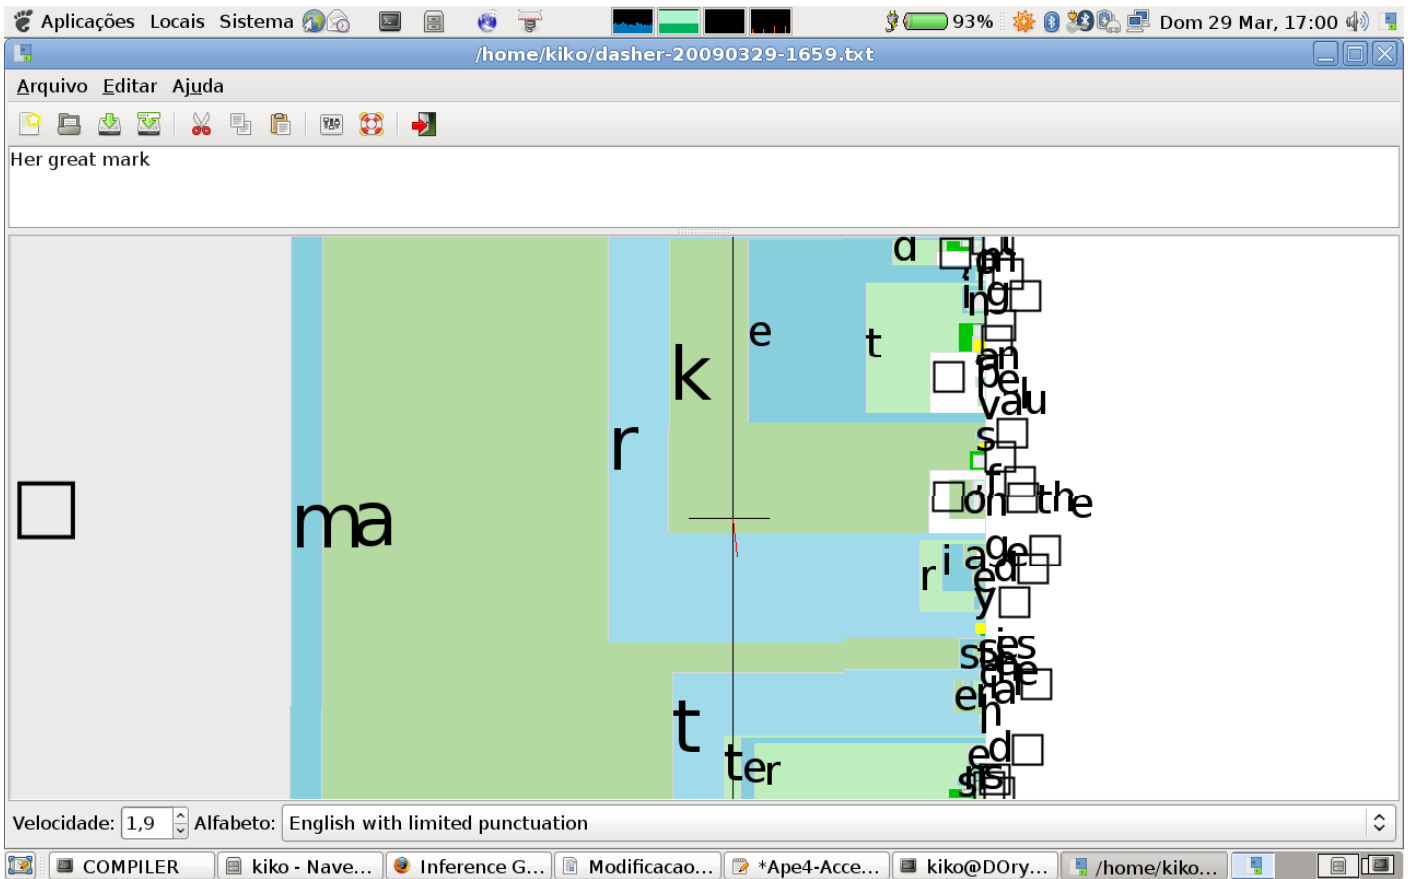 Aplicações Locais Sistema 93% Dom 29 Mar, 17:00
/home/kiko/dasher-20090329-1659.txt
Arquivo Editar Ajuda
Her great mark
d
e
t
k
r
ma
on the
r i age
t
ter
Velocidade: 1,9 Alfabeto: English with limited punctuation
COMPILER kiko - Nave... Inference G... Modificacao... *Ape4-Acce... kiko@DOry... /home/kiko...